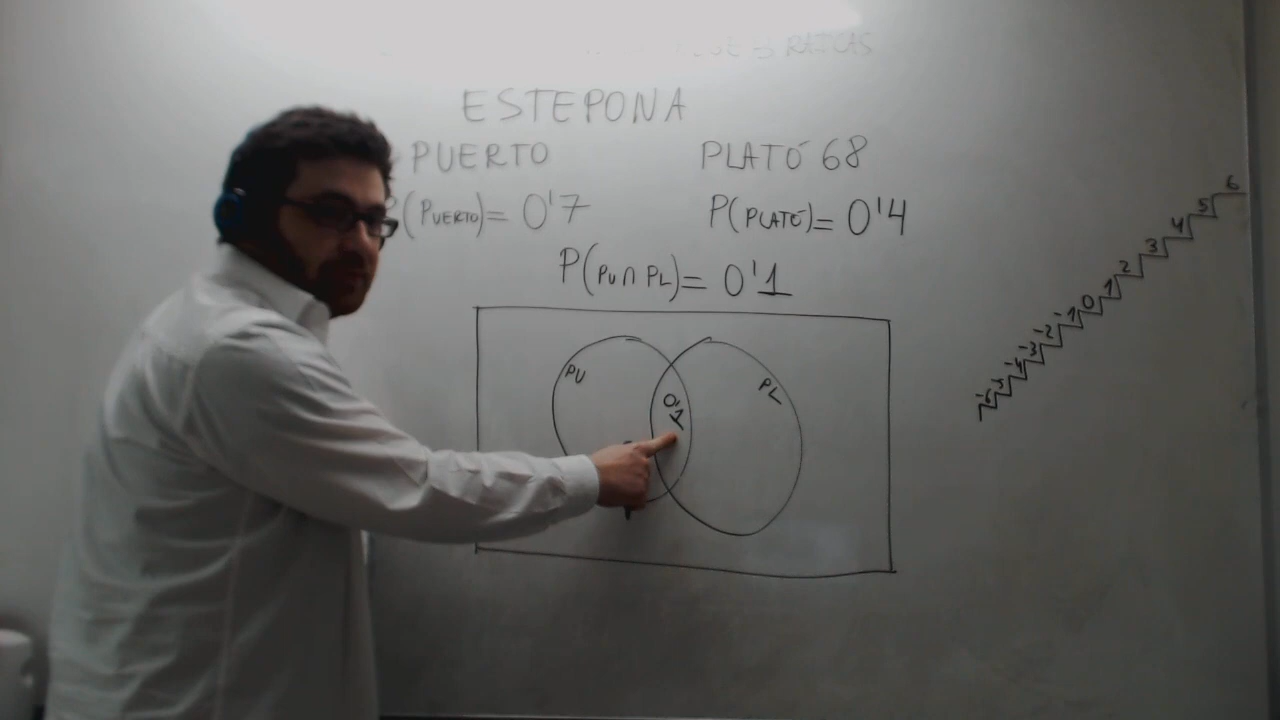 ESTEPONA
PUERTO PLATÓ 68
P(PUERTO)= 0'7 P(PLATÓ)= 0'4
P(PU∩PL)= 0'1
PU 0'1 PL
6
5
4
3
2
1
0
-1
-2
-3
-4
-5
-6